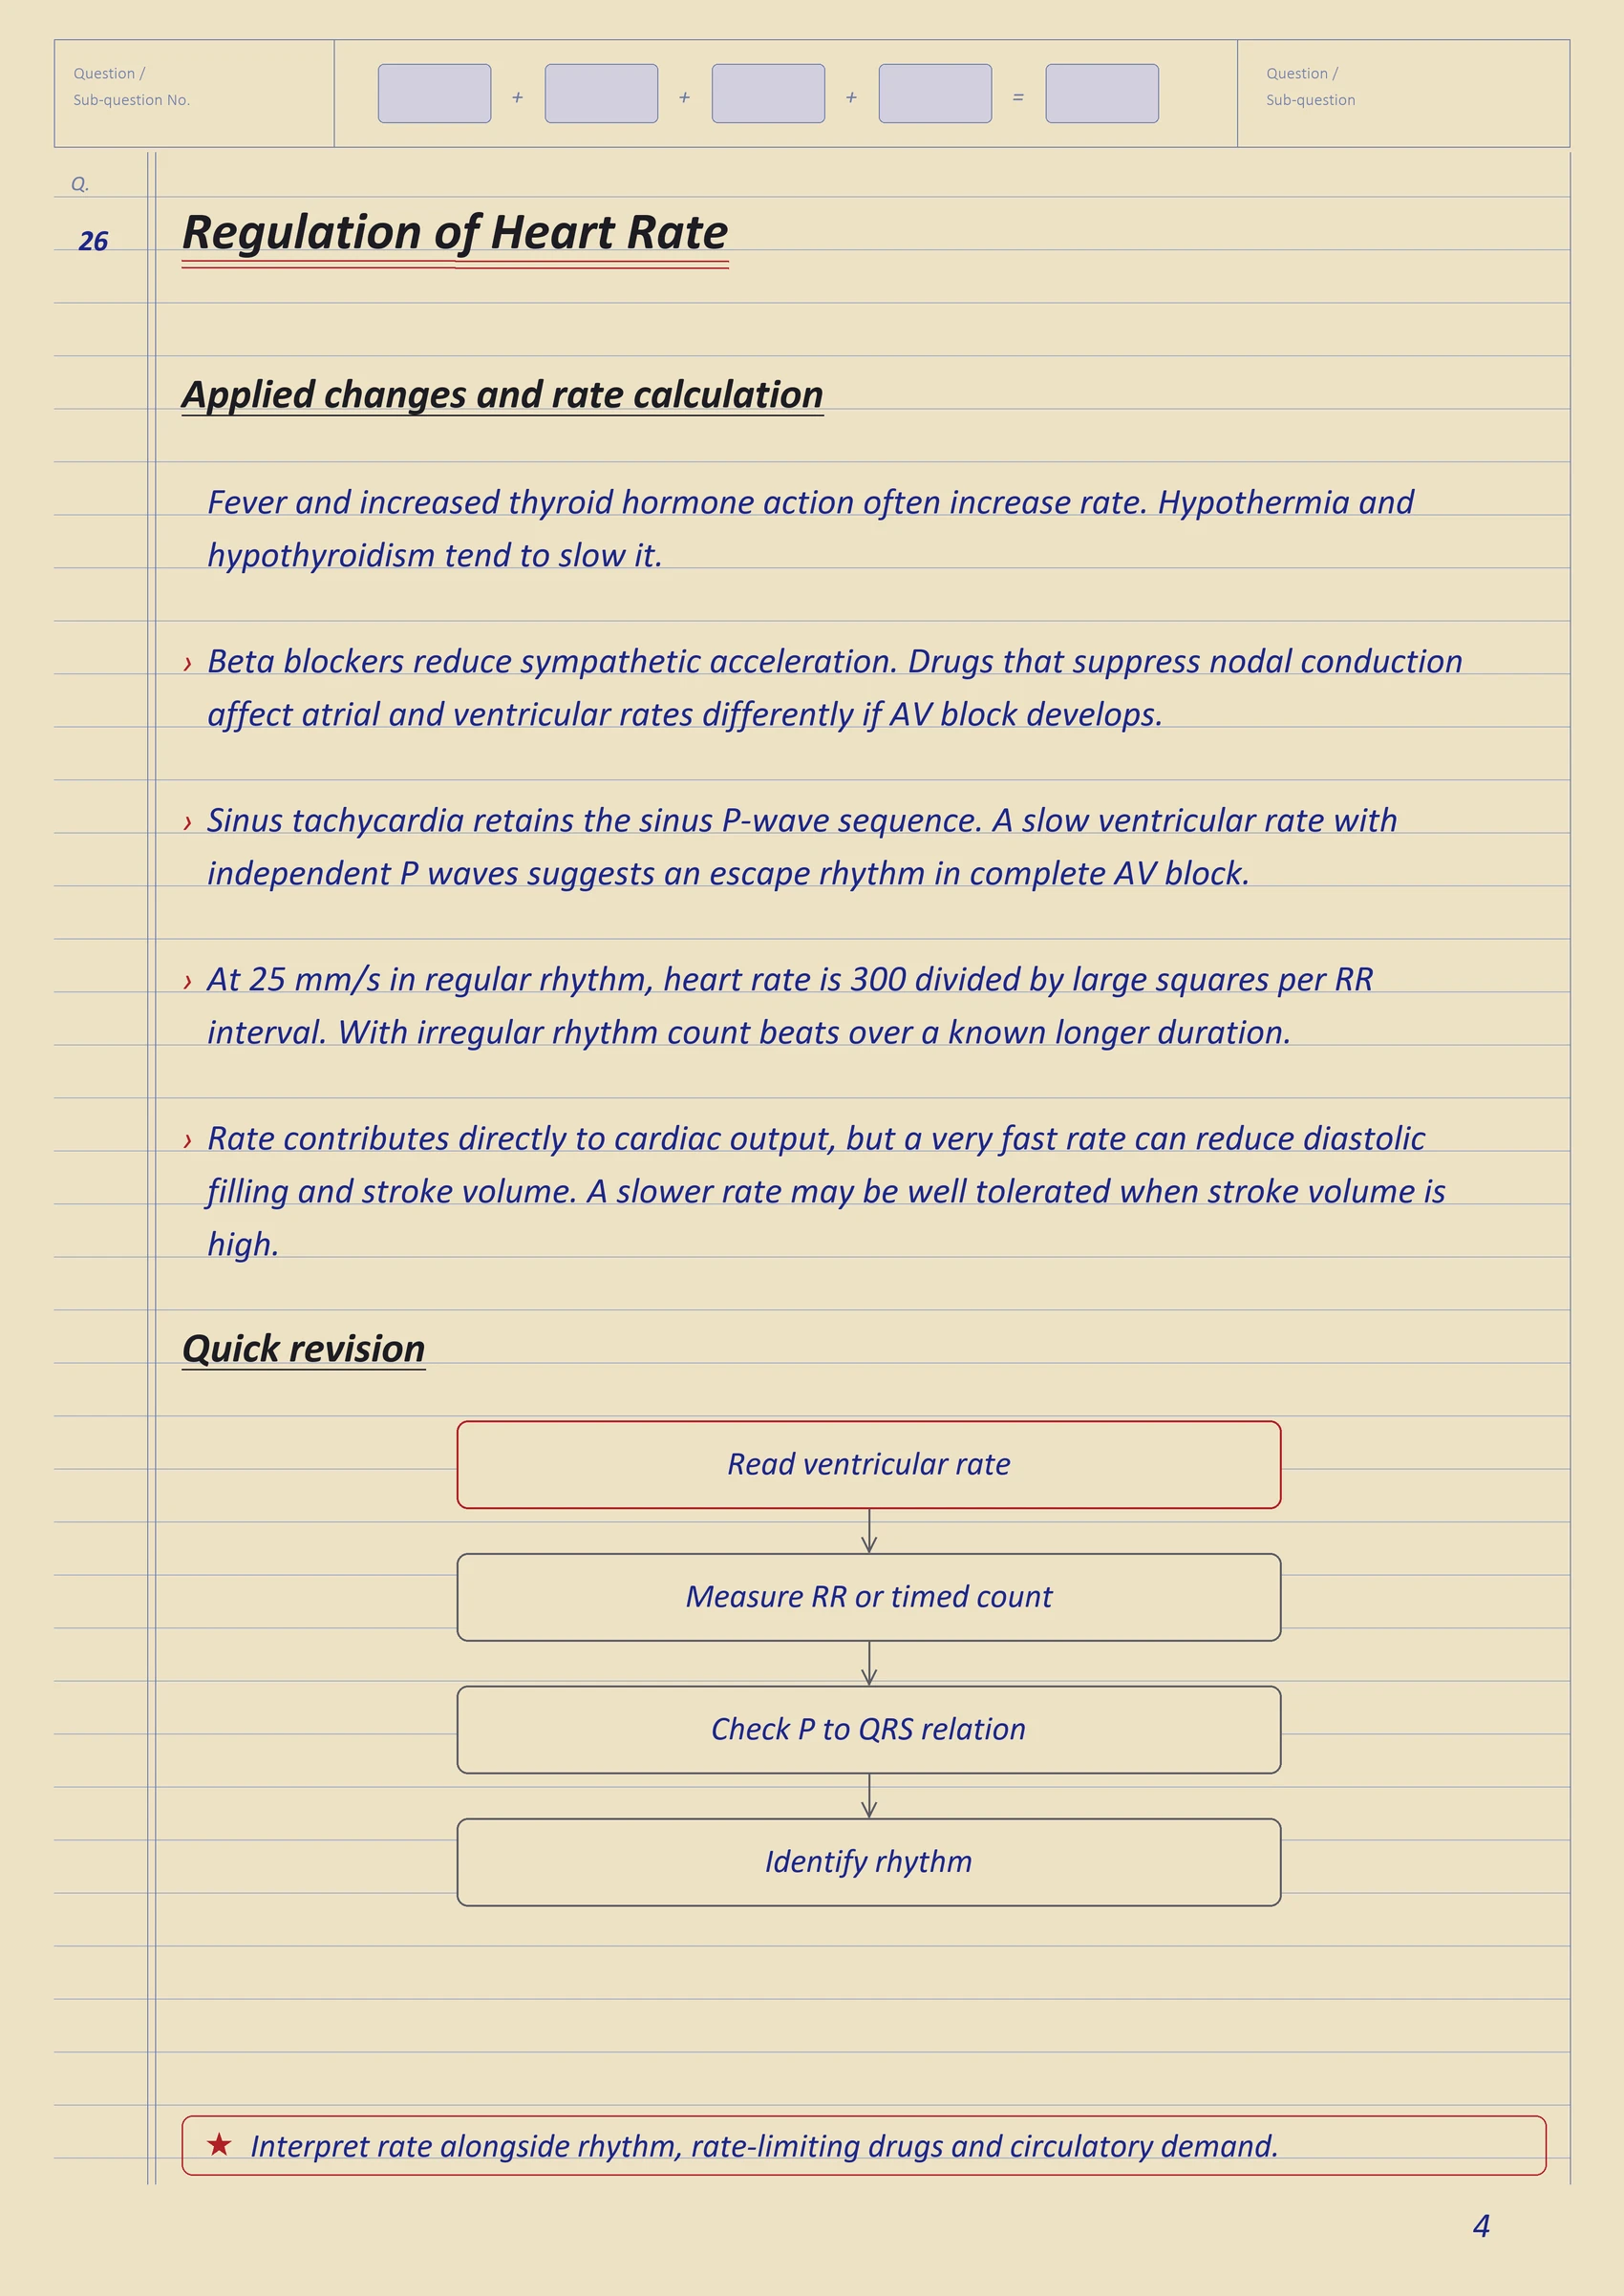 Question /
Sub-question No.
+ + + =
Question /
Sub-question
Q.
26
Regulation of Heart Rate
Applied changes and rate calculation
Fever and increased thyroid hormone action often increase rate. Hypothermia and
hypothyroidism tend to slow it.
› Beta blockers reduce sympathetic acceleration. Drugs that suppress nodal conduction
affect atrial and ventricular rates differently if AV block develops.
› Sinus tachycardia retains the sinus P-wave sequence. A slow ventricular rate with
independent P waves suggests an escape rhythm in complete AV block.
› At 25 mm/s in regular rhythm, heart rate is 300 divided by large squares per RR
interval. With irregular rhythm count beats over a known longer duration.
› Rate contributes directly to cardiac output, but a very fast rate can reduce diastolic
filling and stroke volume. A slower rate may be well tolerated when stroke volume is
high.
Quick revision
Read ventricular rate
Measure RR or timed count
Check P to QRS relation
Identify rhythm
★ Interpret rate alongside rhythm, rate-limiting drugs and circulatory demand.
4